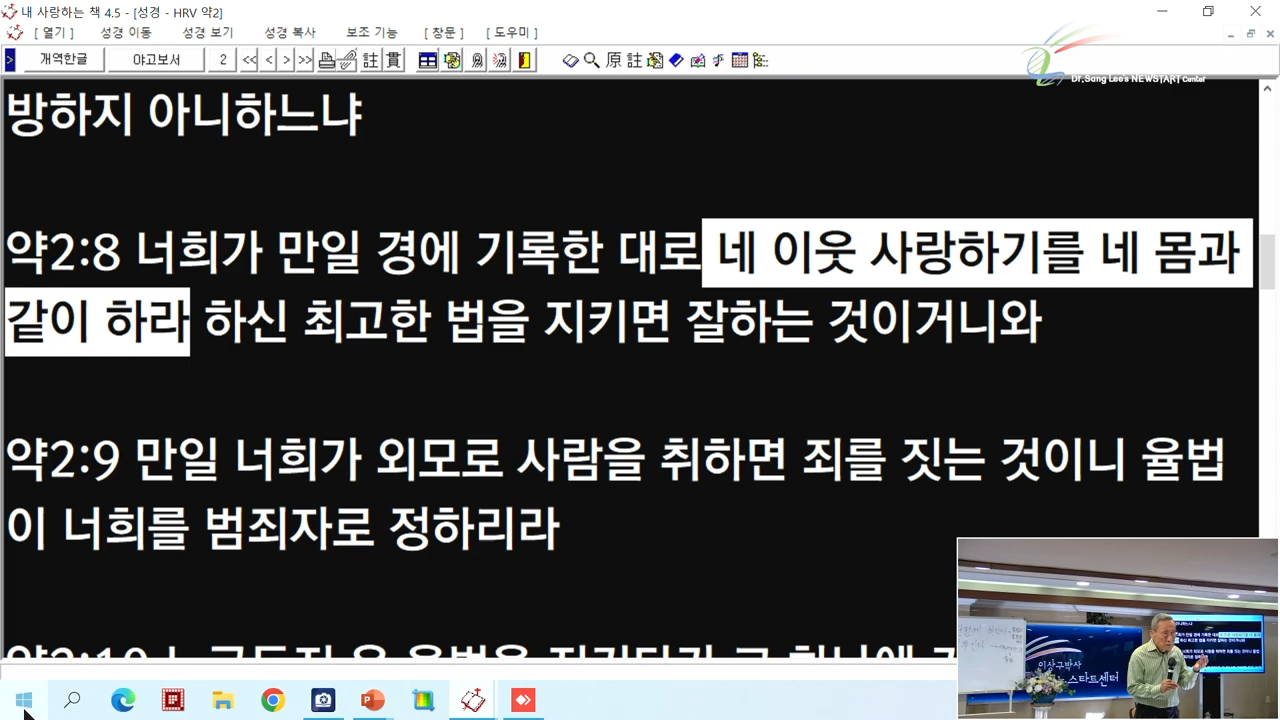 내 사랑하는 책 4.5 - [성경 - HRV 약2]
[ 열기 ] 성경 이동 성경 보기 성경 복사 보조 기능 [ 창문 ] [ 도우미 ]
> 개역한글 야고보서 2 << < > >> 註 貫 原 註
Dr.Sang Lee's NEWSTART Center
방하지 아니하느냐
약2:8 너희가 만일 경에 기록한 대로 네 이웃 사랑하기를 네 몸과
같이 하라 하신 최고한 법을 지키면 잘하는 것이거니와
약2:9 만일 너희가 외모로 사람을 취하면 죄를 짓는 것이니 율법
이 너희를 범죄자로 정하리라
이상구박사
스타트센터